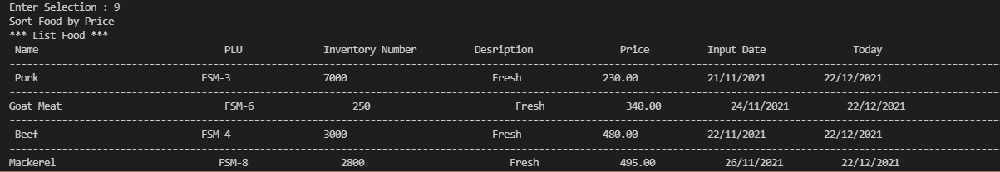 Enter Selection : 9
Sort Food by Price
*** List Food ***
Name PLU Inventory Number Desription Price Input Date Today
Pork FSM-3 7000 Fresh 230.00 21/11/2021 22/12/2021
Goat Meat FSM-6 250 Fresh 340.00 24/11/2021 22/12/2021
Beef FSM-4 3000 Fresh 480.00 22/11/2021 22/12/2021
Mackerel FSM-8 2800 Fresh 495.00 26/11/2021 22/12/2021